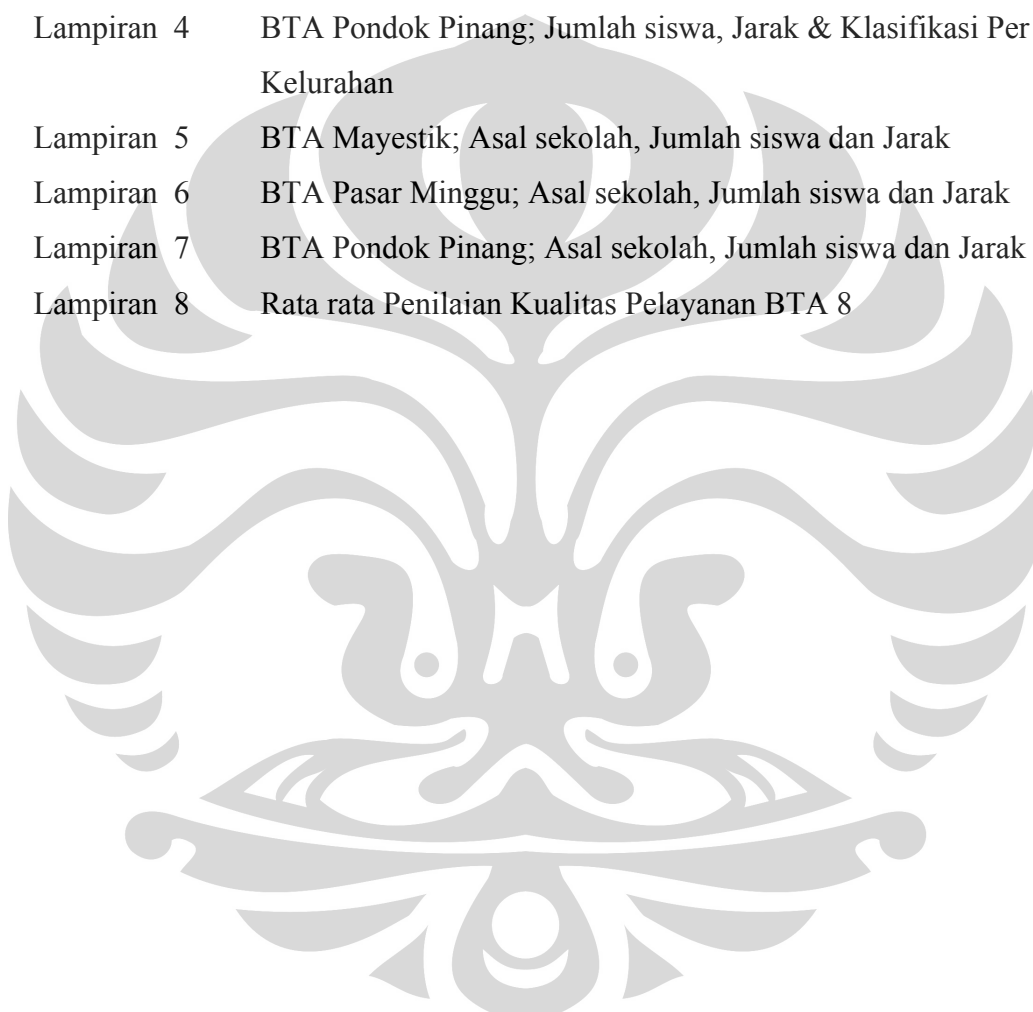 Lampiran 4 BTA Pondok Pinang; Jumlah siswa, Jarak & Klasifikasi Per
Kelurahan
Lampiran 5 BTA Mayestik; Asal sekolah, Jumlah siswa dan Jarak
Lampiran 6 BTA Pasar Minggu; Asal sekolah, Jumlah siswa dan Jarak
Lampiran 7 BTA Pondok Pinang; Asal sekolah, Jumlah siswa dan Jarak
Lampiran 8 Rata rata Penilaian Kualitas Pelayanan BTA 8